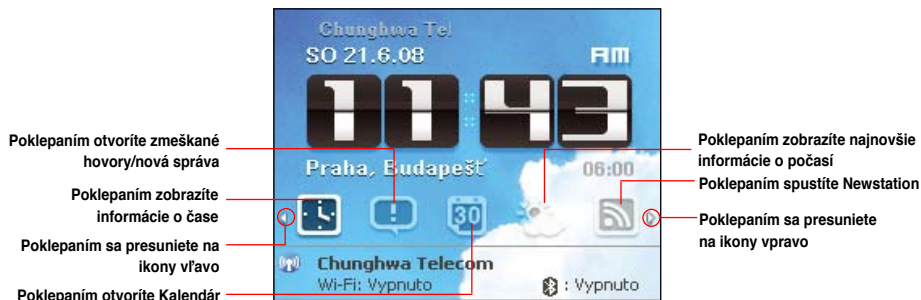 Chunghwa Tel
SO 21.6.08
AM
11:43
Praha, Budapešť
06:00
30
Chunghwa Telecom
Wi-Fi: Vypnuto
: Vypnuto
Poklepaním otvoríte zmeškané
hovory/nová správa
Poklepaním zobrazíte
informácie o čase
Poklepaním sa presuniete na
ikony vľavo
Poklepaním otvoríte Kalendár
Poklepaním zobrazíte najnovšie
informácie o počasí
Poklepaním spustíte Newstation
Poklepaním sa presuniete
na ikony vpravo